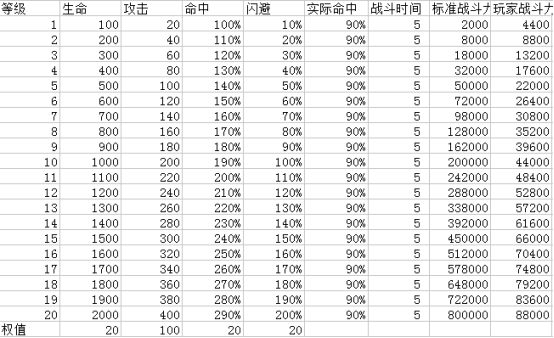 等级 生命 攻击 命中 闪避 实际命中 战斗时间 标准战斗力 玩家战斗力
1 100 20 100% 10% 90% 5 2000 4400
2 200 40 110% 20% 90% 5 8000 8800
3 300 60 120% 30% 90% 5 18000 13200
4 400 80 130% 40% 90% 5 32000 17600
5 500 100 140% 50% 90% 5 50000 22000
6 600 120 150% 60% 90% 5 72000 26400
7 700 140 160% 70% 90% 5 98000 30800
8 800 160 170% 80% 90% 5 128000 35200
9 900 180 180% 90% 90% 5 162000 39600
10 1000 200 190% 100% 90% 5 200000 44000
11 1100 220 200% 110% 90% 5 242000 48400
12 1200 240 210% 120% 90% 5 288000 52800
13 1300 260 220% 130% 90% 5 338000 57200
14 1400 280 230% 140% 90% 5 392000 61600
15 1500 300 240% 150% 90% 5 450000 66000
16 1600 320 250% 160% 90% 5 512000 70400
17 1700 340 260% 170% 90% 5 578000 74800
18 1800 360 270% 180% 90% 5 648000 79200
19 1900 380 280% 190% 90% 5 722000 83600
20 2000 400 290% 200% 90% 5 800000 88000
权值 20 100 20 20